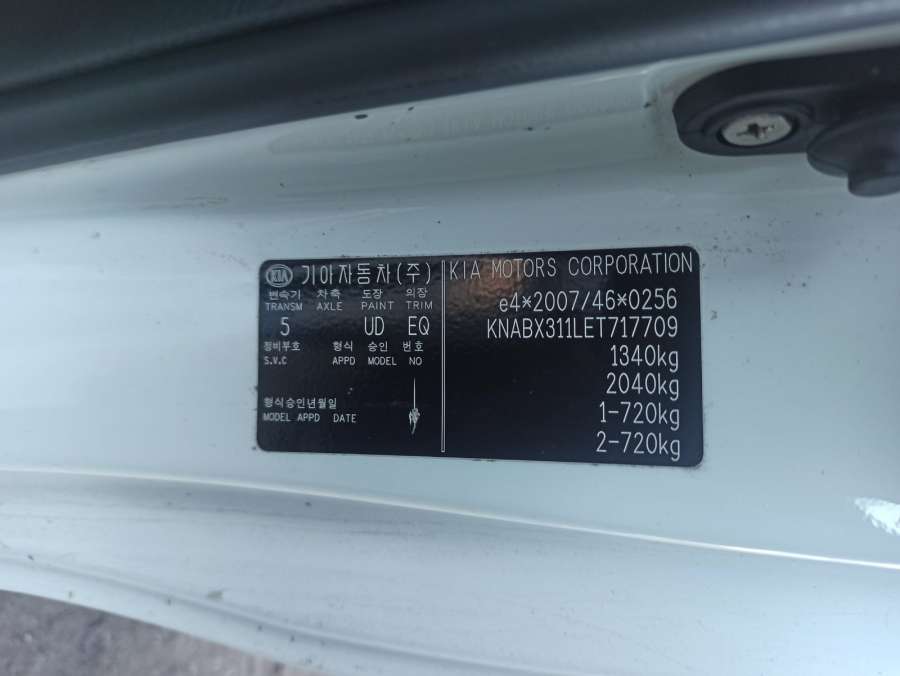 KIA 기아자동차(주)
변속기 차축 도장 의장
TRANSM AXLE PAINT TRIM
5 UD EQ
정비부호 형식 승인 번호
S.V.C APPD MODEL NO
형식승인년월일
MODEL APPD DATE
KIA MOTORS CORPORATION
e4*2007/46*0256
KNABX311LET717709
1340kg
2040kg
1-720kg
2-720kg